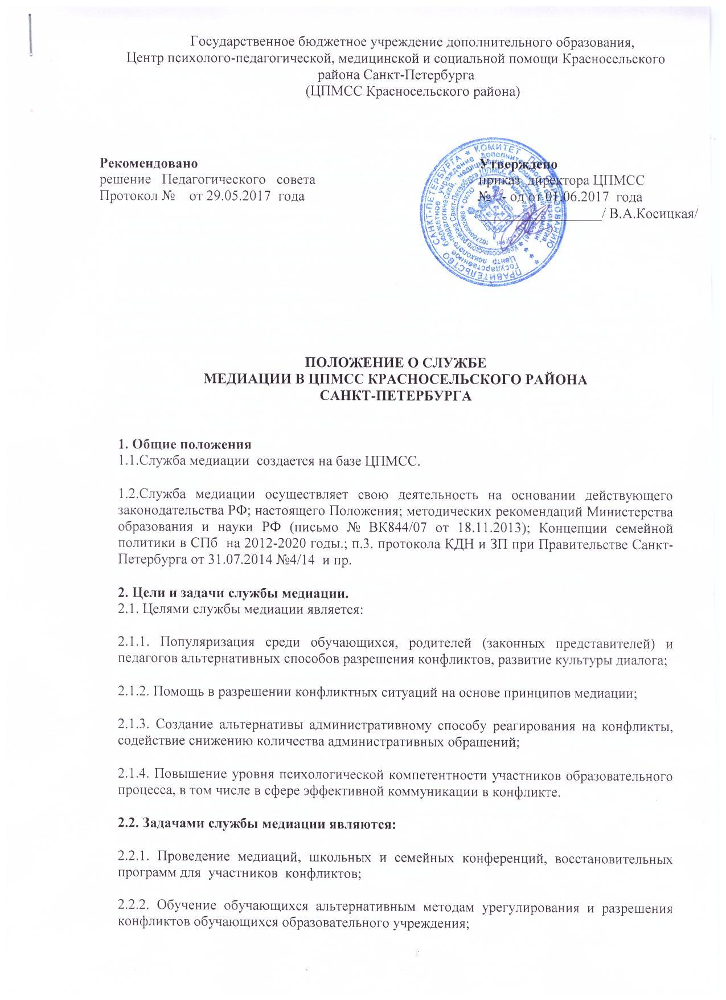 Государственное бюджетное учреждение дополнительного образования,
Центр психолого-педагогической, медицинской и социальной помощи Красносельского
района Санкт-Петербурга
(ЦПМСС Красносельского района)
Рекомендовано
решение Педагогического совета
Протокол № от 29.05.2017 года
Утверждено
приказ директора ЦПМСС
№ - од от 01.06.2017 года
/ В.А.Косицкая/
ПРАВИТЕЛЬСТВО САНКТ-ПЕТЕРБУРГА * КОМИТЕТ ПО ОБРАЗОВАНИЮ
ПОЛОЖЕНИЕ О СЛУЖБЕ
МЕДИАЦИИ В ЦПМСС КРАСНОСЕЛЬСКОГО РАЙОНА
САНКТ-ПЕТЕРБУРГА
1. Общие положения
1.1.Служба медиации создается на базе ЦПМСС.
1.2.Служба медиации осуществляет свою деятельность на основании действующего
законодательства РФ; настоящего Положения; методических рекомендаций Министерства
образования и науки РФ (письмо № ВК844/07 от 18.11.2013); Концепции семейной
политики в СПб на 2012-2020 годы.; п.3. протокола КДН и ЗП при Правительстве Санкт-
Петербурга от 31.07.2014 №4/14 и пр.
2. Цели и задачи службы медиации.
2.1. Целями службы медиации является:
2.1.1. Популяризация среди обучающихся, родителей (законных представителей) и
педагогов альтернативных способов разрешения конфликтов, развитие культуры диалога;
2.1.2. Помощь в разрешении конфликтных ситуаций на основе принципов медиации;
2.1.3. Создание альтернативы административному способу реагирования на конфликты,
содействие снижению количества административных обращений;
2.1.4. Повышение уровня психологической компетентности участников образовательного
процесса, в том числе в сфере эффективной коммуникации в конфликте.
2.2. Задачами службы медиации являются:
2.2.1. Проведение медиаций, школьных и семейных конференций, восстановительных
программ для участников конфликтов;
2.2.2. Обучение обучающихся альтернативным методам урегулирования и разрешения
конфликтов обучающихся образовательного учреждения;